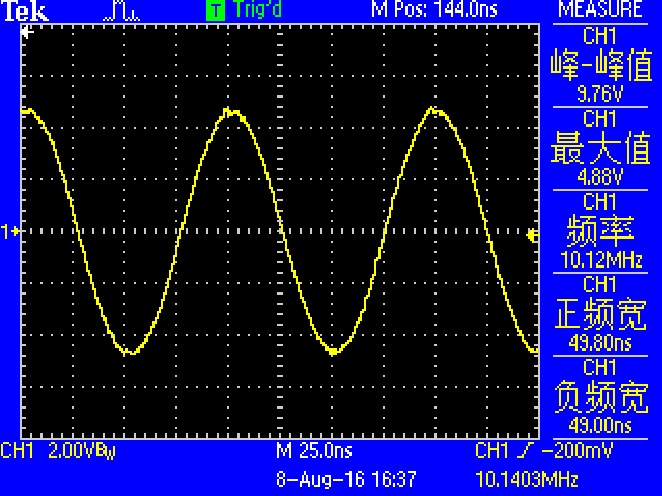 Tek T Trig'd M Pos: 144.0ns MEASURE
CH1
峰-峰值
9.76V
CH1
最大值
4.88V
CH1
频率
10.12MHz
CH1
正频宽
49.80ns
CH1
负频宽
49.00ns
1
CH1 2.00VBw M 25.0ns CH1 -200mV
8-Aug-16 16:37 10.1403MHz